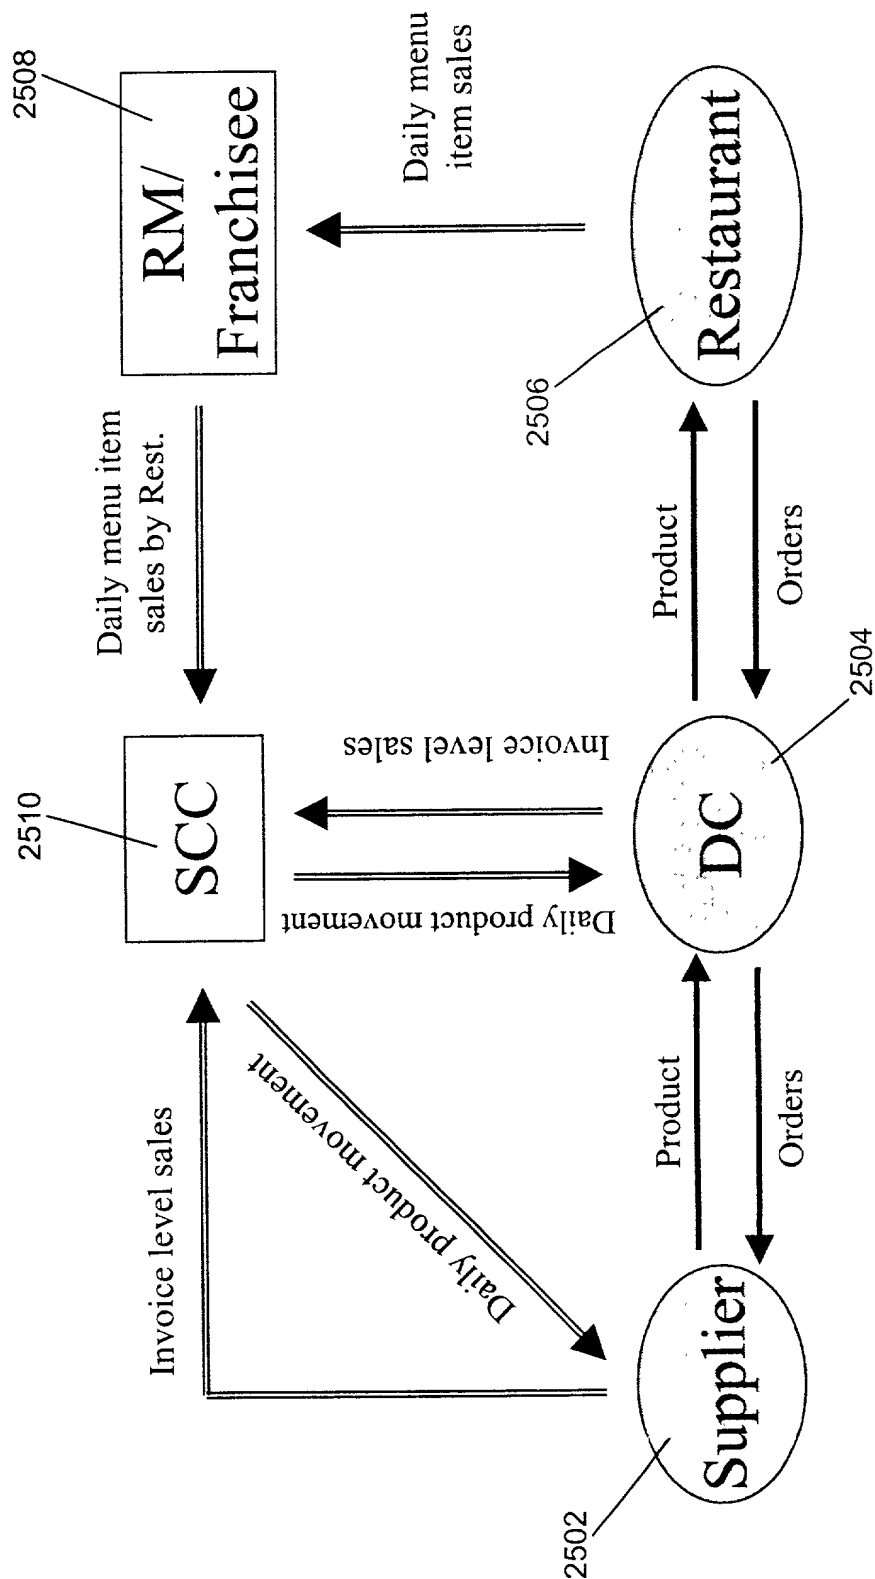 2510
2508
SCC
RM/
Franchisee
Invoice level sales
Daily menu item
sales by Rest.
Daily product movement
Daily product movement
Invoice level sales
Daily menu
item sales
2502
Supplier
Product
Orders
DC
2504
Product
Orders
2506
Restaurant